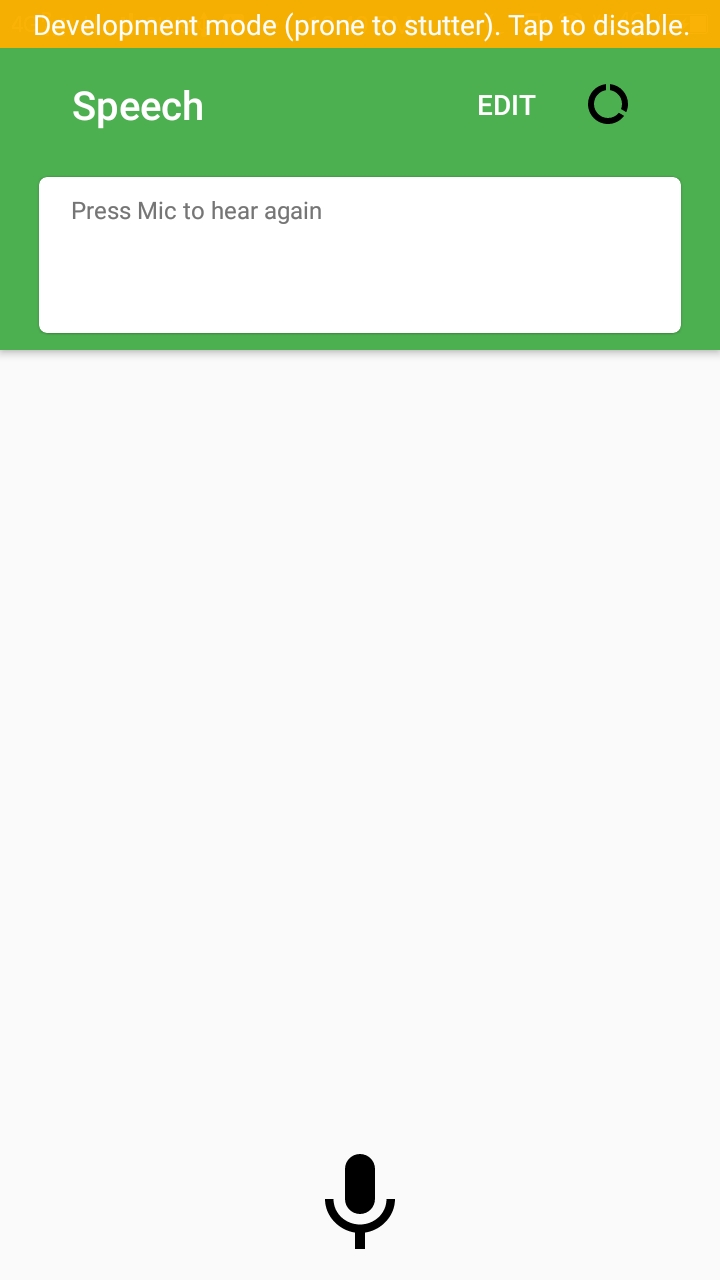 Development mode (prone to stutter). Tap to disable.
Speech
EDIT
Press Mic to hear again